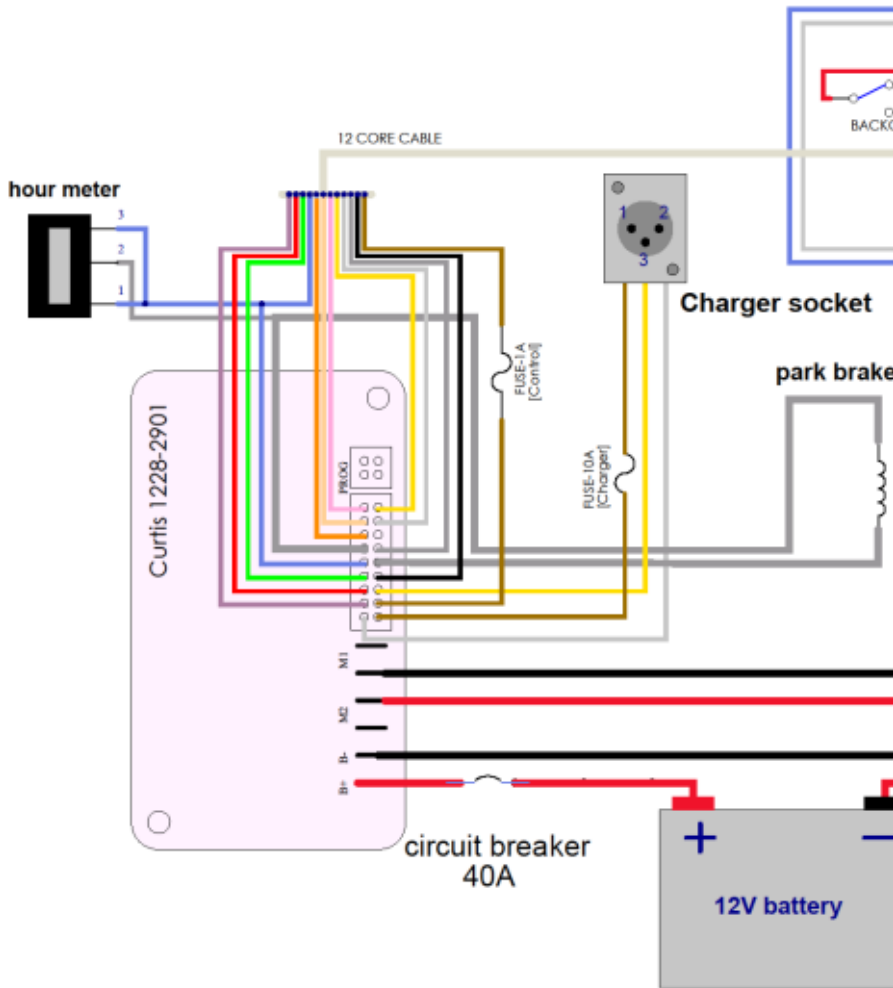 BACK
12 CORE CABLE
hour meter
3
2
1
1 2
3
Charger socket
FUSE-1A
[Control]
park brake
Curtis 1228-2901
PROG
FUSE-10A
[Charger]
M1
M2
B-
B+
circuit breaker
40A
+ −
12V battery